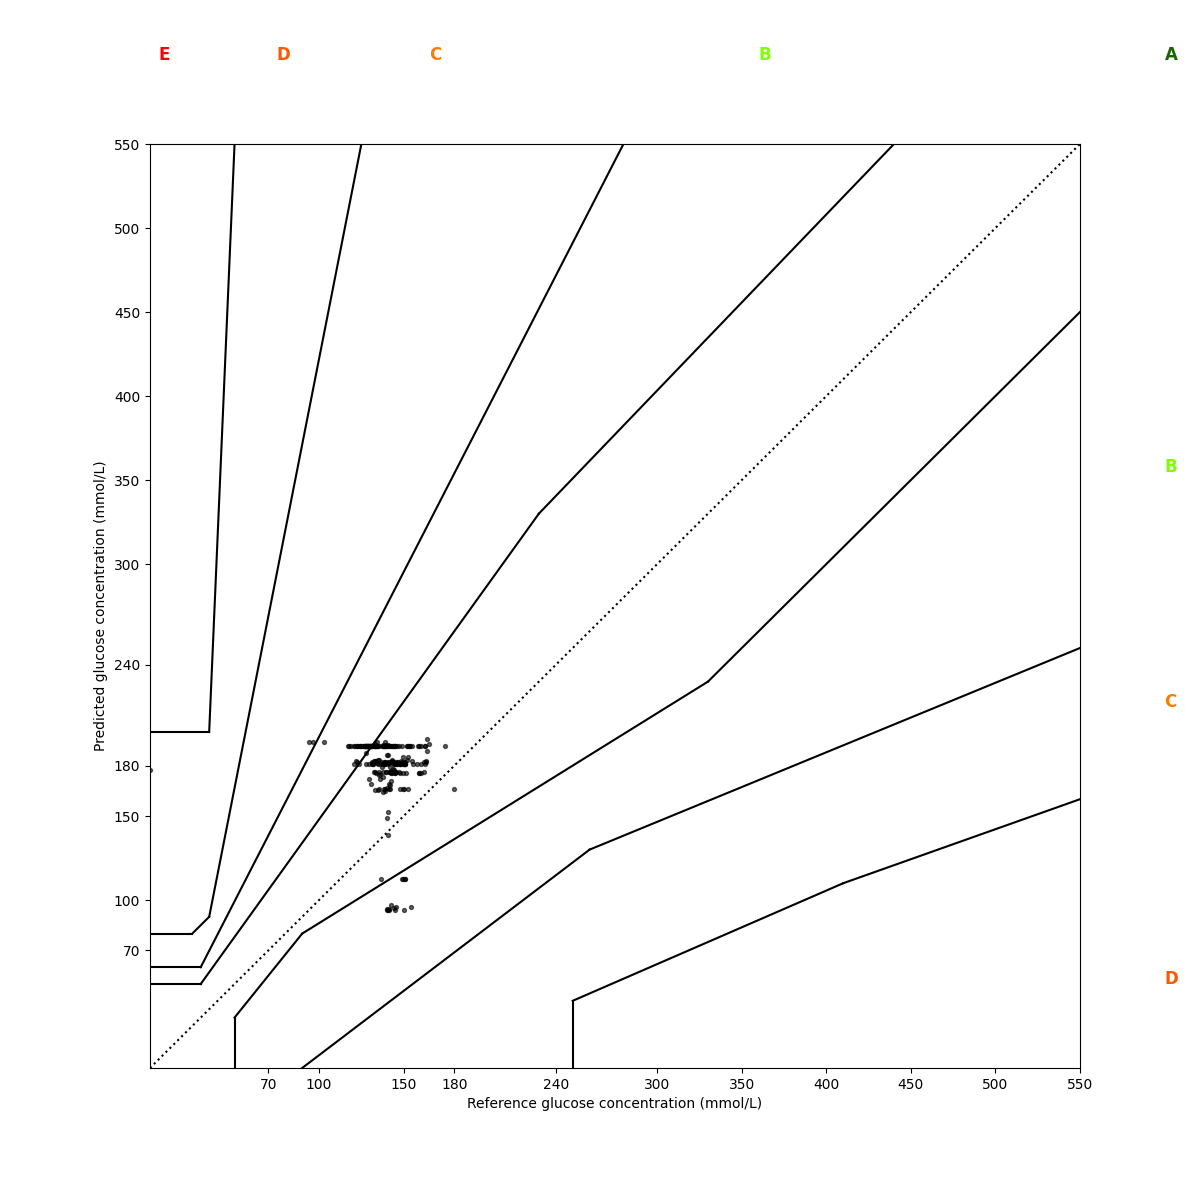 E D C B A
550
500
450
400
350
300
240
180
150
100
70
B
C
D
Predicted glucose concentration (mmol/L)
70 100 150 180 240 300 350 400 450 500 550
Reference glucose concentration (mmol/L)